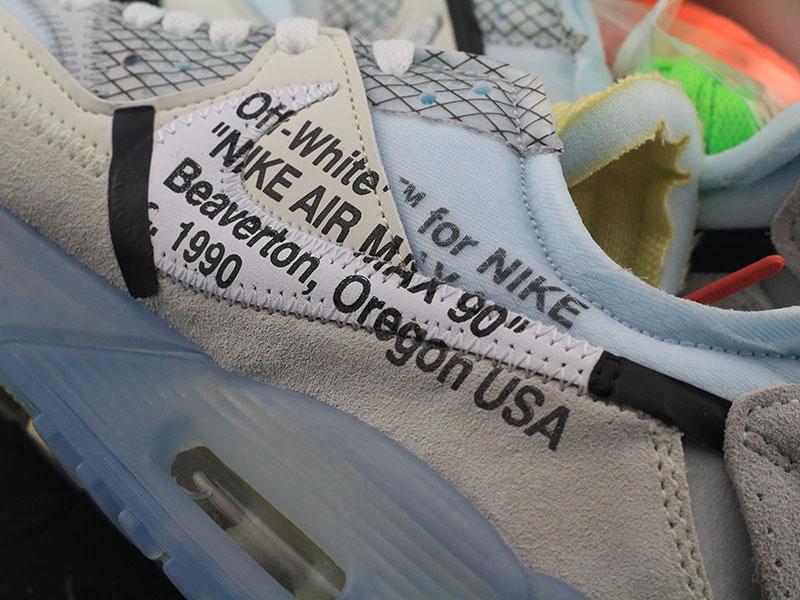 Off-White™ for NIKE
"NIKE AIR MAX 90"
Beaverton, Oregon USA
1990